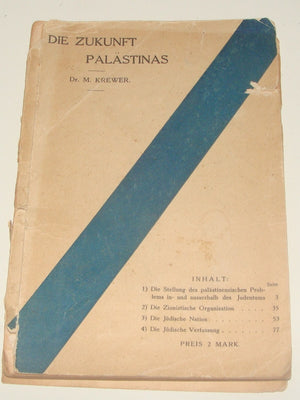 DIE ZUKUNFT
PALÄSTINAS
DR. M. KREWER.
INHALT:
Seite
1) Die Stellung des palästinensischen Prob-
lems in- und ausserhalb des Judentums 3
2) Die Zionistische Organisation . . . . . 35
3) Die Jüdische Nation . . . . . . . . 53
4) Die Jüdische Verfassung . . . . . . 77
PREIS 2 MARK